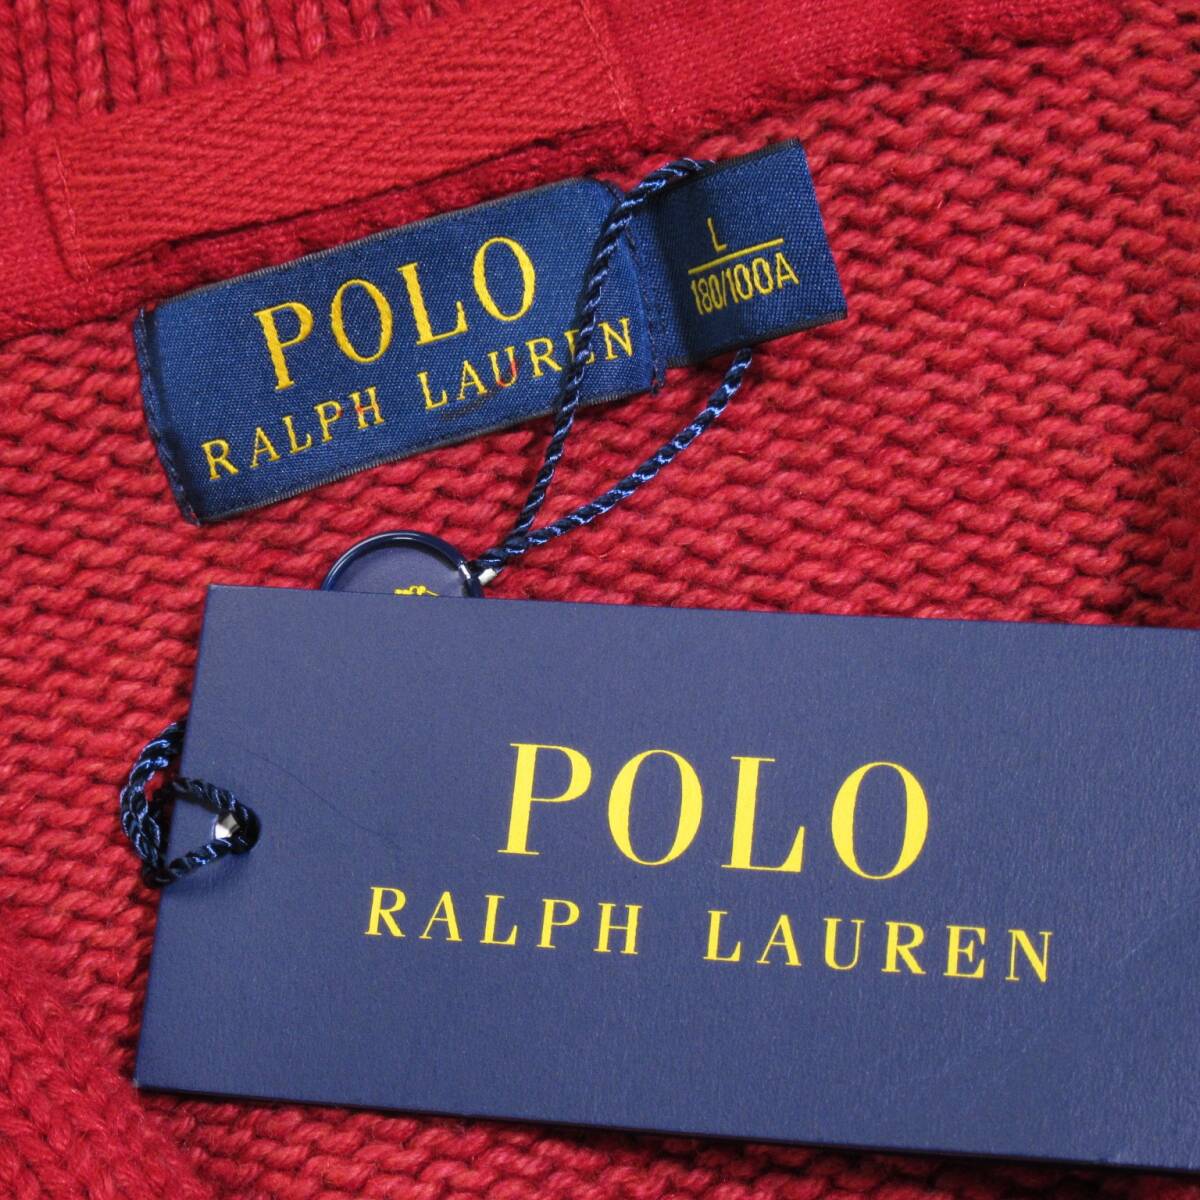 POLO
RALPH LAUREN
L
180/100A
POLO
RALPH LAUREN